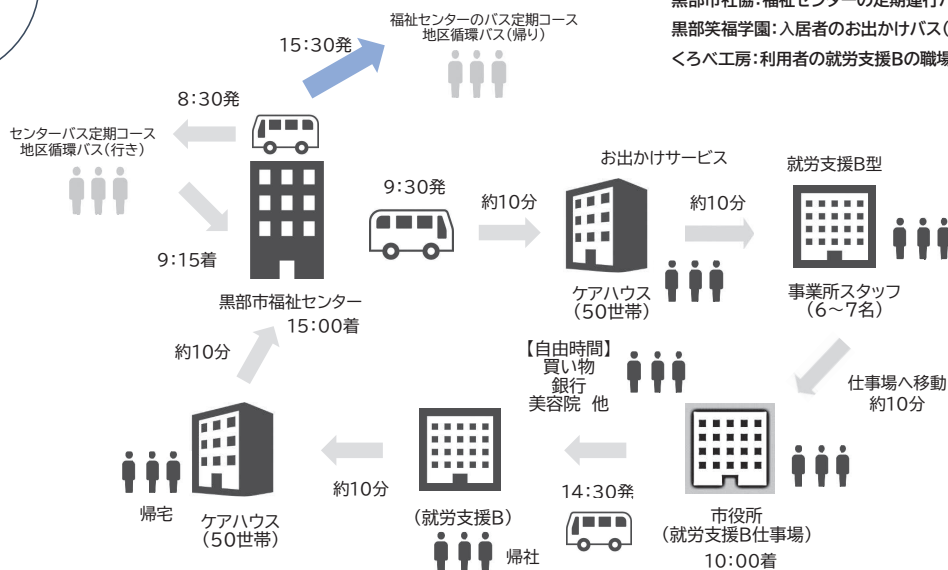 黒部市社協：福祉センターの定期運行バ
黒部笑福学園：入居者のお出かけバス(
くろべ工房：利用者の就労支援Bの職場
福祉センターのバス定期コース
地区循環バス(帰り)
15:30発
8:30発
センターバス定期コース
地区循環バス(行き)
9:15着
黒部市福祉センター
15:00着
9:30発
約10分
お出かけサービス
ケアハウス
(50世帯)
約10分
就労支援B型
事業所スタッフ
(6～7名)
仕事場へ移動
約10分
市役所
(就労支援B仕事場)
10:00着
【自由時間】
買い物
銀行
美容院 他
14:30発
(就労支援B)
帰社
約10分
ケアハウス
(50世帯)
帰宅
約10分